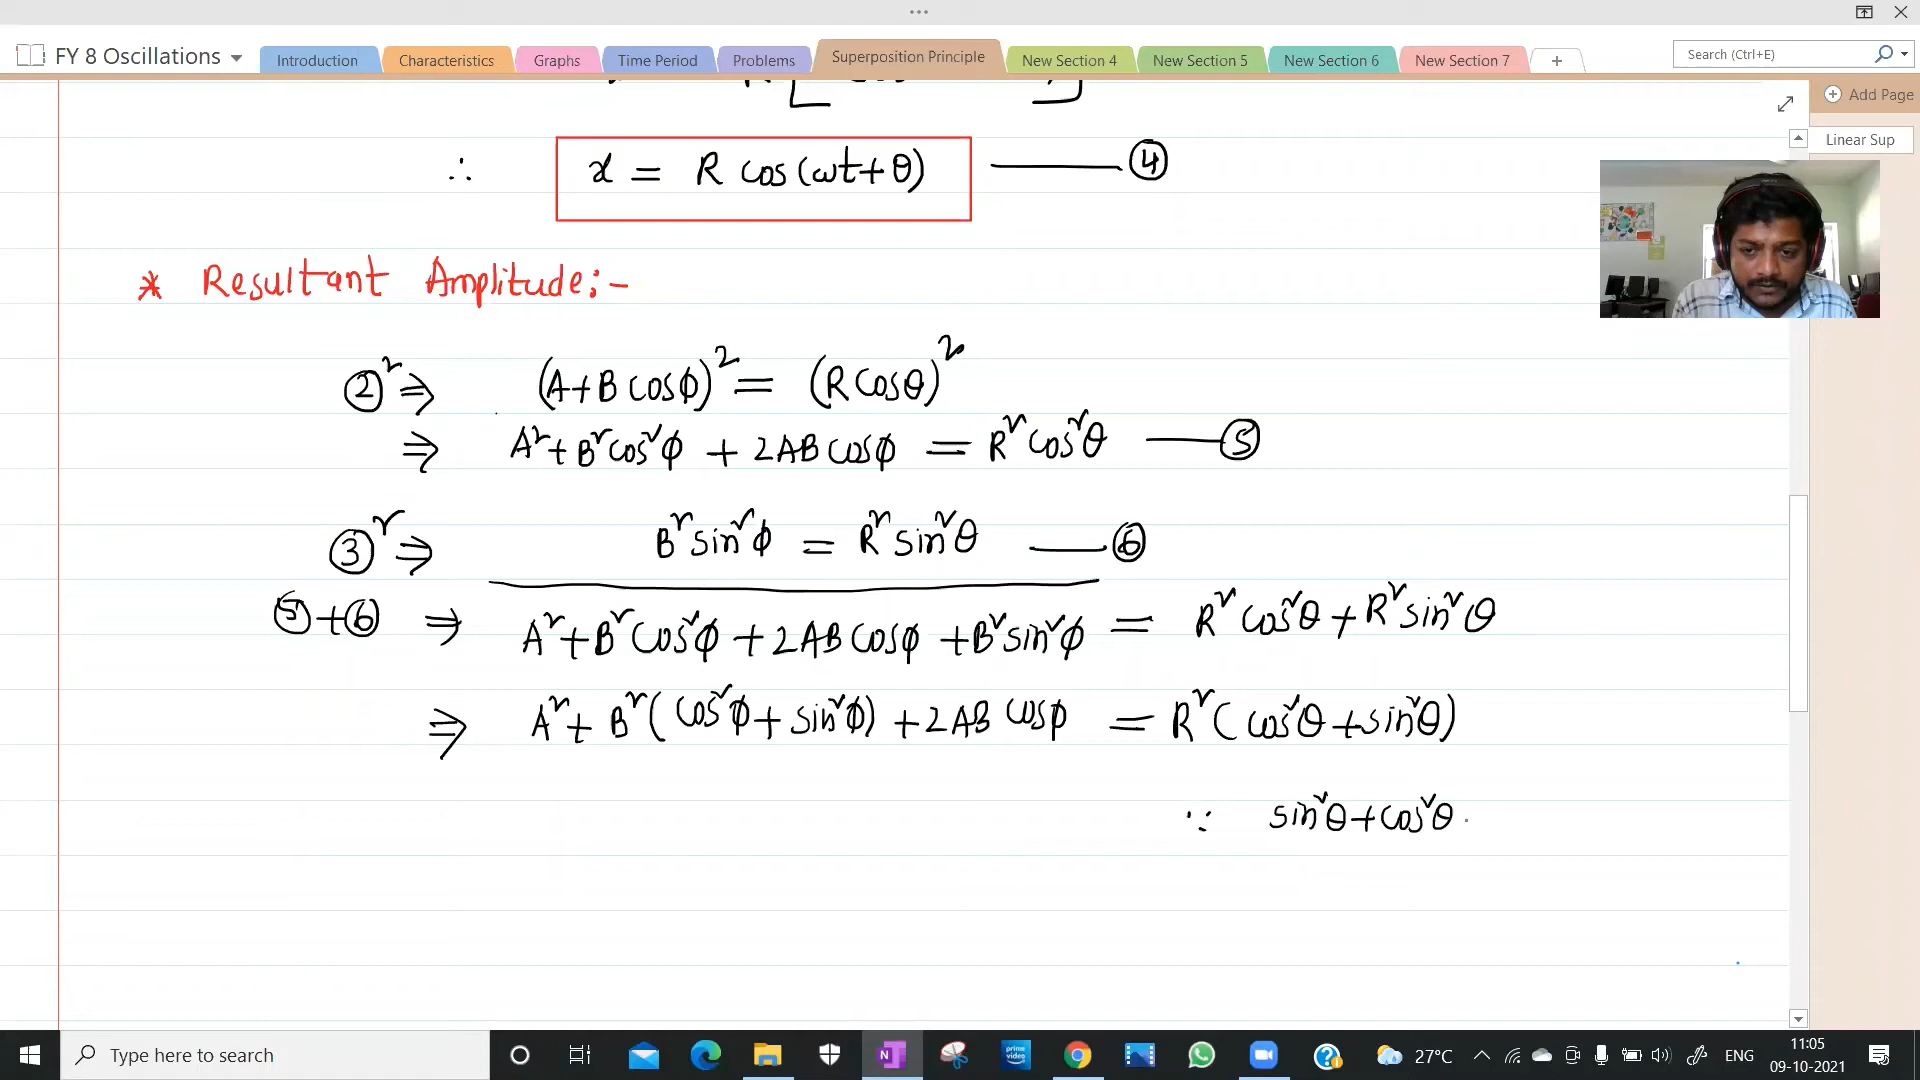 FY 8 Oscillations
Introduction
Characteristics
Graphs
Time Period
Problems
Superposition Principle
New Section 4
New Section 5
New Section 6
New Section 7
+
Search (Ctrl+E)
Add Page
Linear Sup
∴ x = R cos(ωt+θ) —— ④
* Resultant Amplitude:-
②² ⇒ (A+B cosϕ)² = (R cosθ)²
⇒ A²+B²cos²ϕ + 2AB cosϕ = R² cos²θ —— ⑤
③² ⇒ B² sin²ϕ = R² sin²θ —— ⑥
⑤+⑥ ⇒ A²+B² cos²ϕ + 2AB cosϕ + B² sin²ϕ = R² cos²θ + R² sin²θ
⇒ A²+ B²(cos²ϕ + sin²ϕ) + 2AB cosϕ = R²(cos²θ + sin²θ)
∵ sin²θ + cos²θ
Type here to search
prime video
27°C
ENG
11:05
09-10-2021